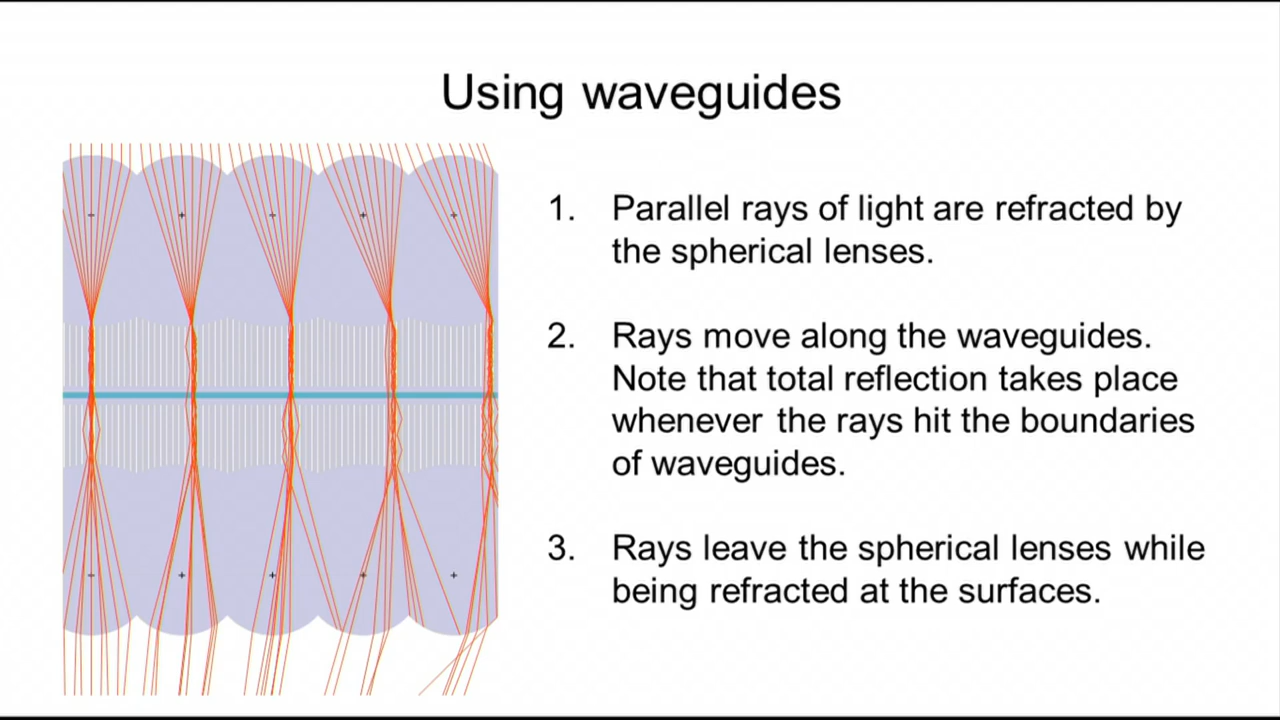 Using waveguides
1. Parallel rays of light are refracted by
the spherical lenses.
2. Rays move along the waveguides.
Note that total reflection takes place
whenever the rays hit the boundaries
of waveguides.
3. Rays leave the spherical lenses while
being refracted at the surfaces.